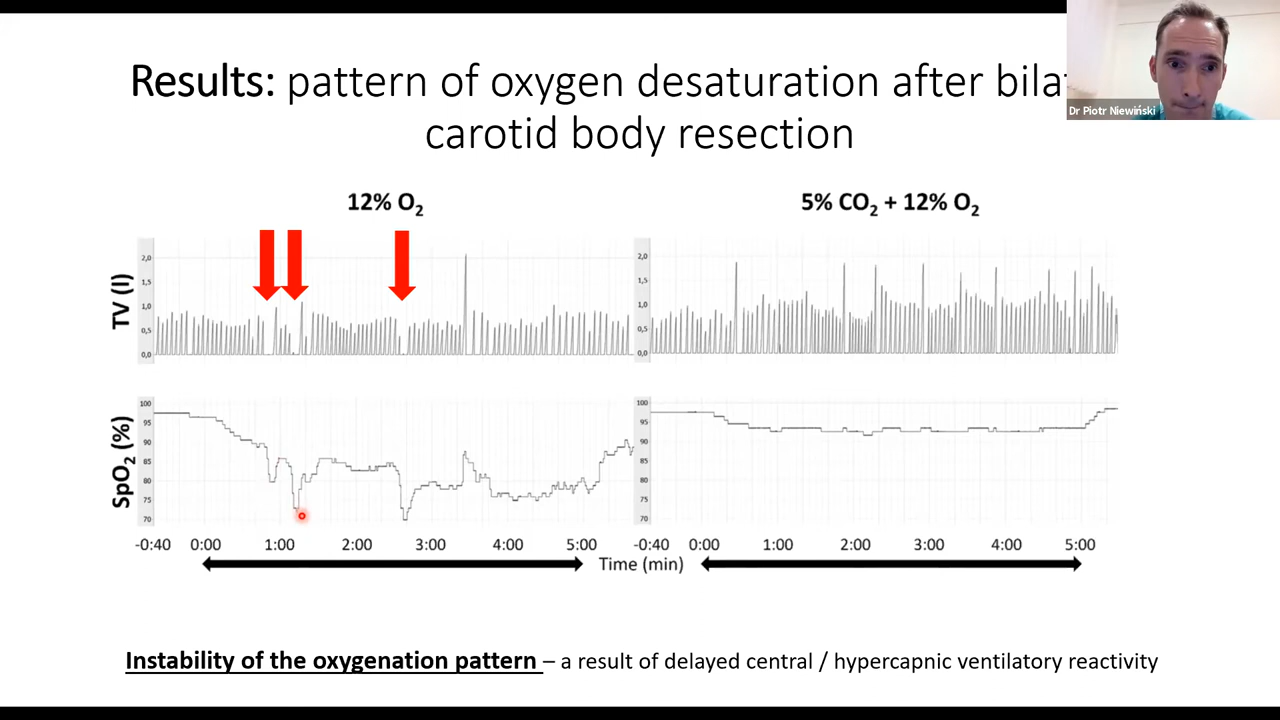 Results: pattern of oxygen desaturation after bila
carotid body resection
Dr Piotr Niewiński
12% O₂
5% CO₂ + 12% O₂
TV (l)
2,0
1,5
1,0
0,5
0,0
2,0
1,5
1,0
0,5
0,0
SpO₂ (%)
100
95
90
85
80
75
70
100
95
90
85
80
75
70
-0:40 0:00 1:00 2:00 3:00 4:00 5:00 -0:40 0:00 1:00 2:00 3:00 4:00 5:00
Time (min)
Instability of the oxygenation pattern – a result of delayed central / hypercapnic ventilatory reactivity